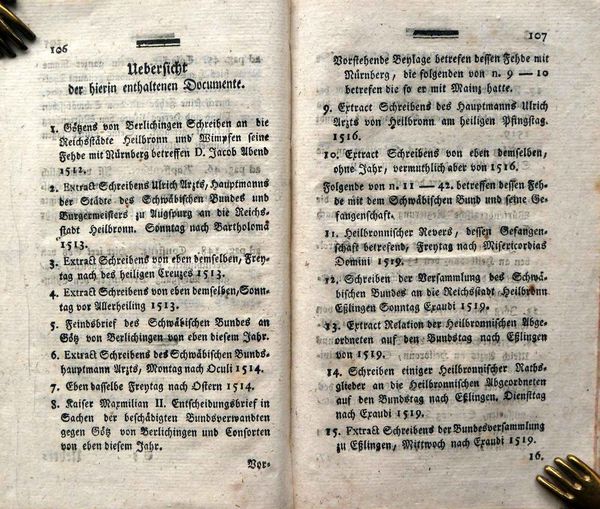 106
Uebersicht
der hierin enthaltenen Documente.
1. Götzens von Berlichingen Schreiben an die
Reichsstädte Heilbronn und Wimpfen seine
Fehde mit Nürnberg betreffen D. Jacob Abend
1512.
2. Extract Schreibens Ulrich Arzts, Hauptmanns
der Städte des Schwäbischen Bundes und
Burgermeisters zu Augspurg an die Reichs-
stadt Heilbronn. Sonntag nach Bartholomä
1513.
3. Extract Schreibens von eben demselben, Frey-
tag nach des heiligen Creuzes 1513.
4. Extract Schreibens von eben demselben, Sonn-
tag vor Allerheiling 1513.
5. Feindsbrief des Schwäbischen Bundes an
Götz von Berlichingen von eben diesem Jahr.
6. Extract Schreibens des Schwäbischen Bunds-
hauptmann Arzts, Montag nach Oculi 1514.
7. Eben dasselbe Freytag nach Ostern 1514.
8. Kaiser Maxmilian II. Entscheidungsbrief in
Sachen der beschädigten Bundsverwandten
gegen Götz von Berlichingen und Consorten
von eben diesem Jahr.
Vor-
107
Vorstehende Beylage betrefen dessen Fehde mit
Nürnberg, die folgenden von n. 9 — 10
betrefen die so er mit Mainz hatte.
9. Extract Schreibens des Hauptmanns Ulrich
Arzts von Heilbronn am heiligen Pfingstag.
1516.
10. Extract Schreibens von eben demselben,
ohne Jahr, vermuthlich aber von 1516.
Folgende von n. 11 — 42. betreffen dessen Feh-
de mit dem Schwäbischen Bund und seine Ge-
fangenschaft.
11. Heilbronnischer Revers, dessen Gefangen-
schaft betrefend, Freytag nach Misericordias
Domini 1519.
12. Schreiben der Versammlung des Schwä-
bischen Bundes an die Reichsstadt Heilbronn
Eßlingen Sonntag Exaudi 1519.
13. Extract Relation der Heilbronnischen Abge-
ordneten auf den Bundstag nach Eßlingen
von 1519.
14. Schreiben einiger Heilbronnischer Raths-
glieder an die Heilbronnischen Abgeordneten
auf den Bundstag nach Eßlingen. Dienstag
nach Exaudi 1519.
15. Extract Schreibens der Bundesversammlung
zu Eßlingen, Mittwoch nach Exaudi 1519.
16.